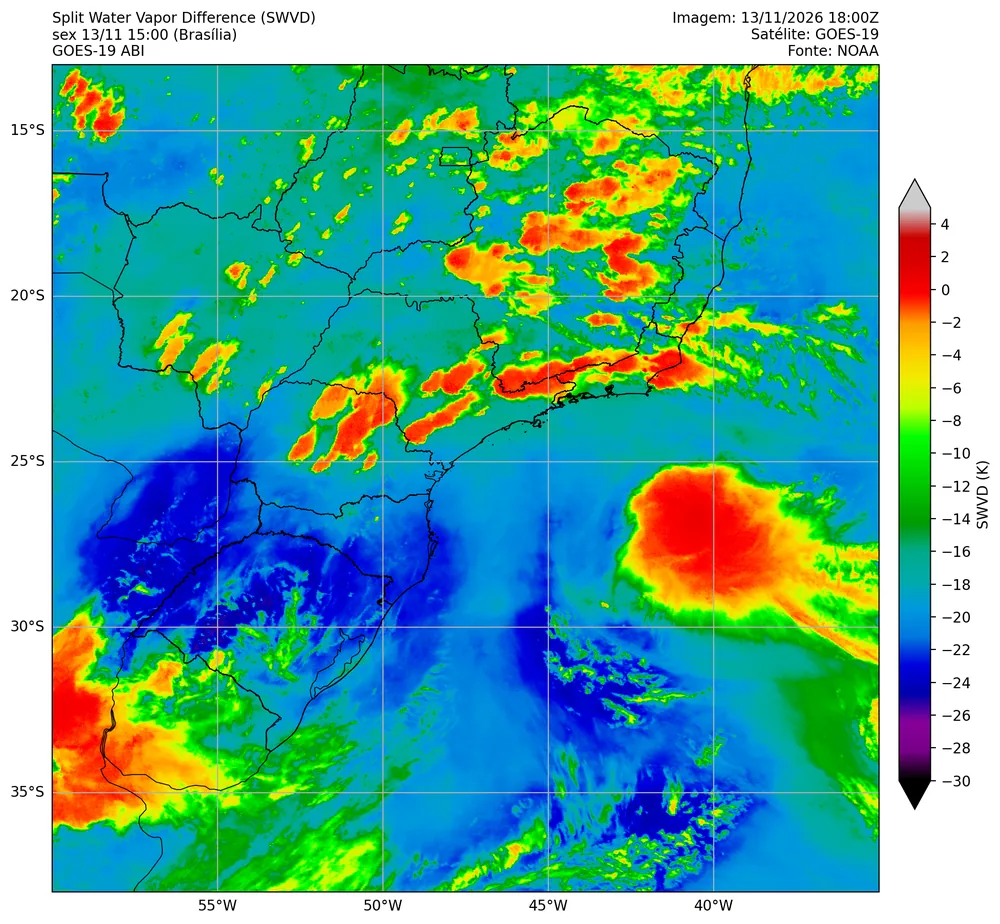 Split Water Vapor Difference (SWVD)
sex 13/11 15:00 (Brasília)
GOES-19 ABI
Imagem: 13/11/2026 18:00Z
Satélite: GOES-19
Fonte: NOAA
15°S
20°S
25°S
30°S
35°S
55°W
50°W
45°W
40°W
4
2
0
−2
−4
−6
−8
−10
−12
−14
−16
−18
−20
−22
−24
−26
−28
−30
SWVD (K)